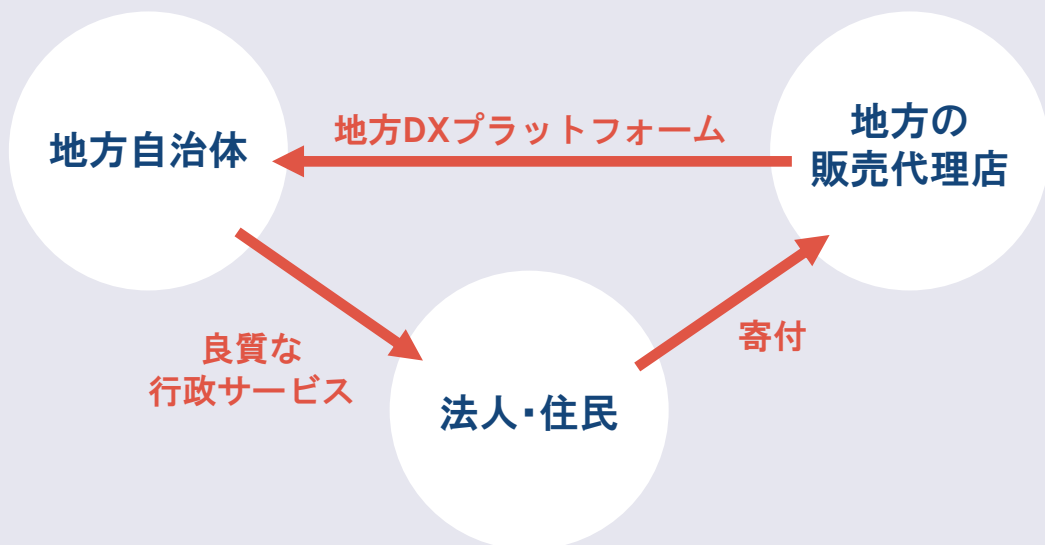 地方DXプラットフォーム
地方自治体
地方の
販売代理店
良質な
行政サービス
寄付
法人・住民